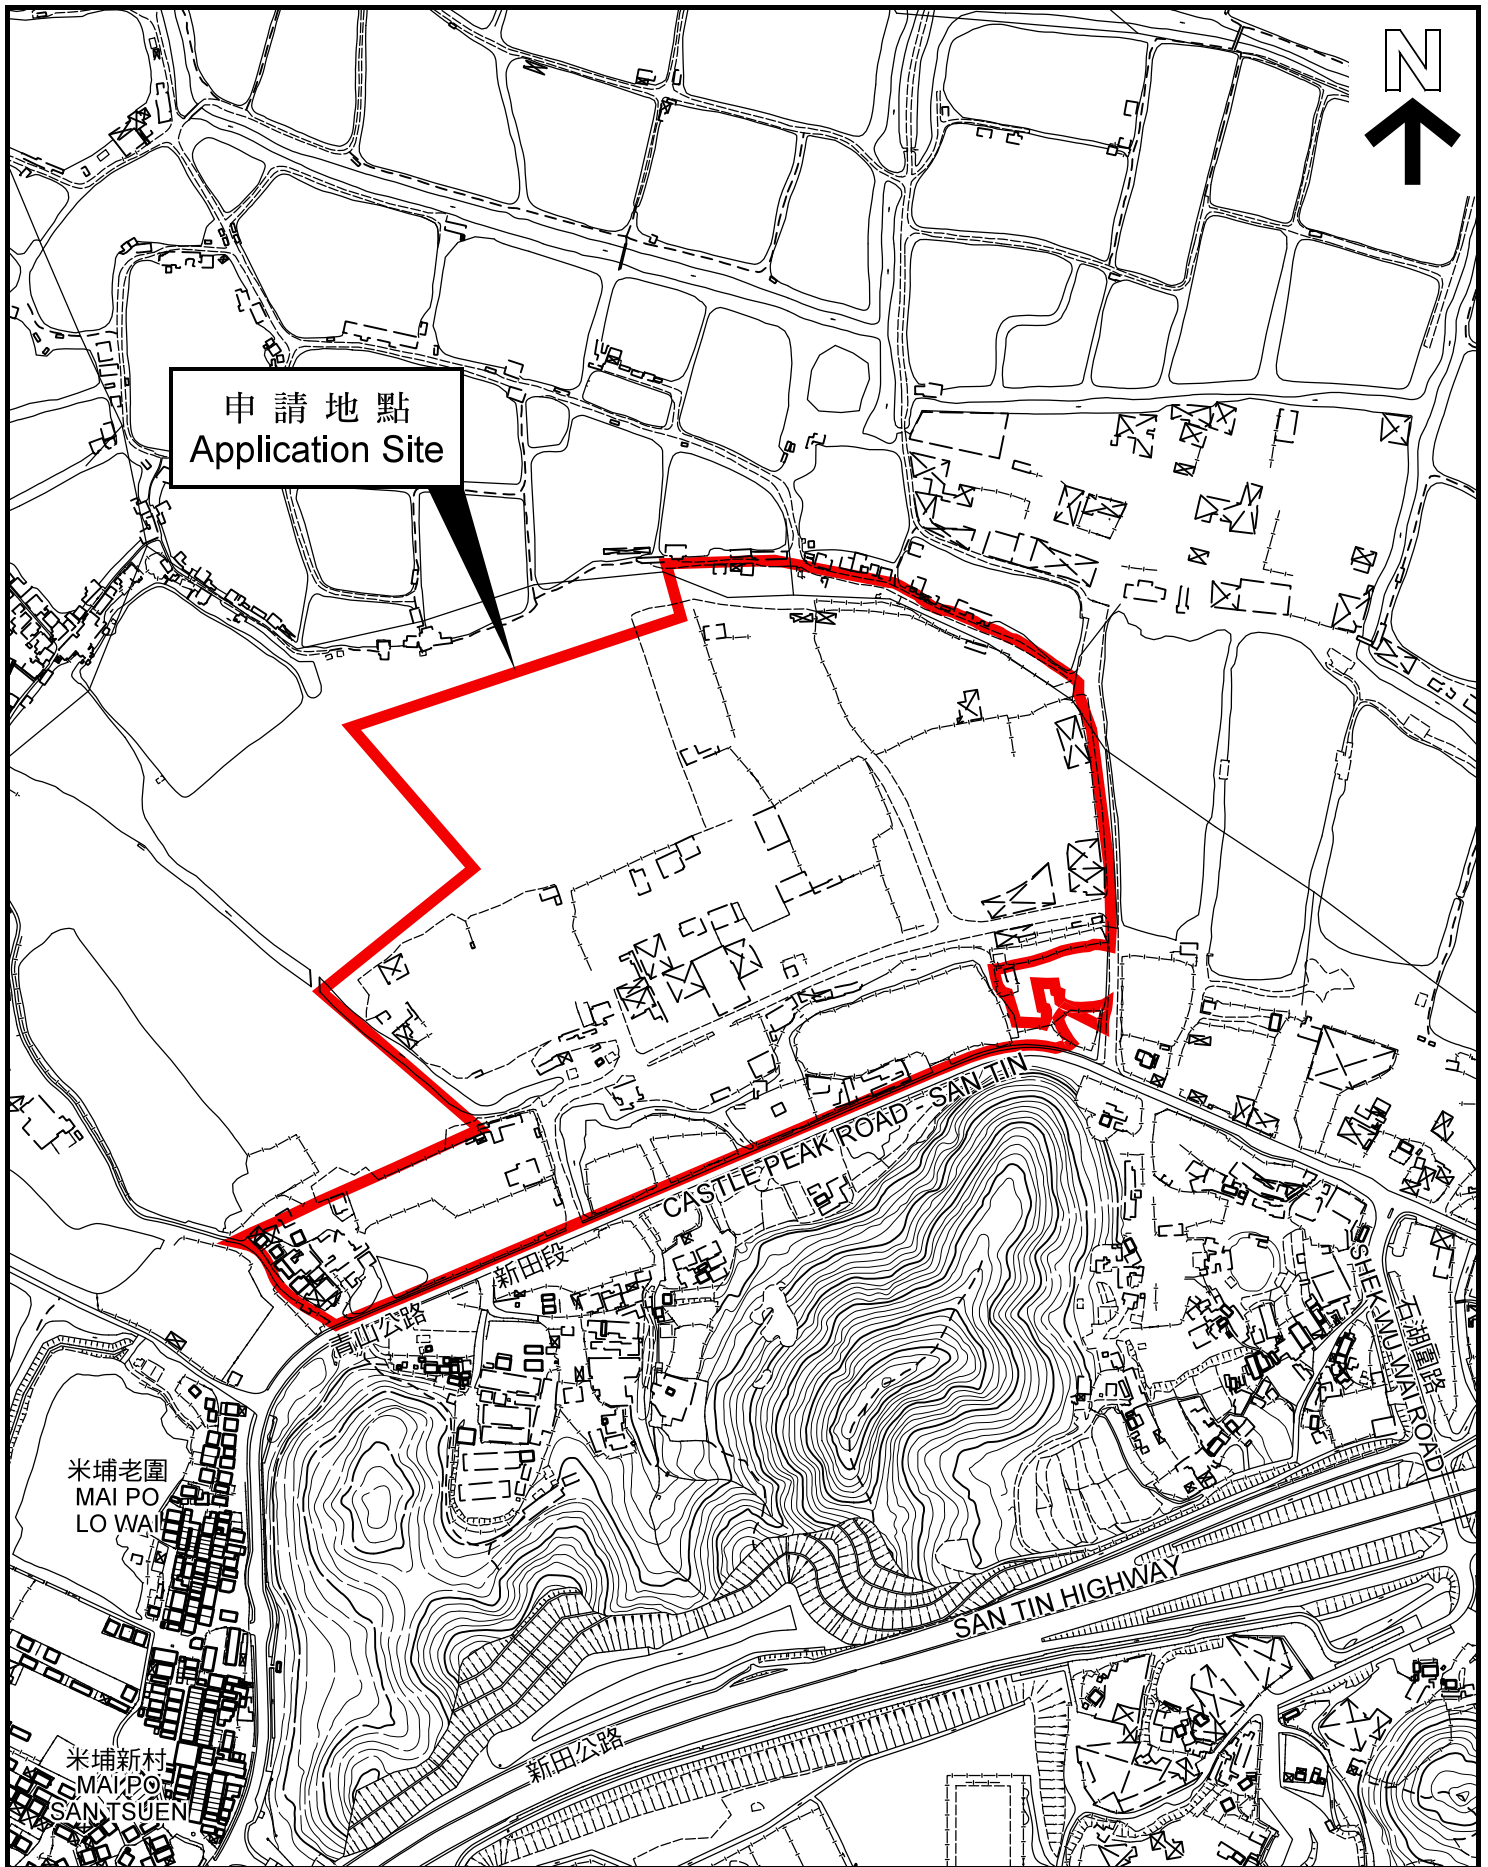 N
申請地點
Application Site
CASTLE PEAK ROAD - SAN TIN
新田段
青山公路
SHEK WU WAI ROAD
石湖圍路
米埔老圍
MAI PO
LO WAI
SAN TIN HIGHWAY
新田公路
米埔新村
MAI PO
SAN TSUEN